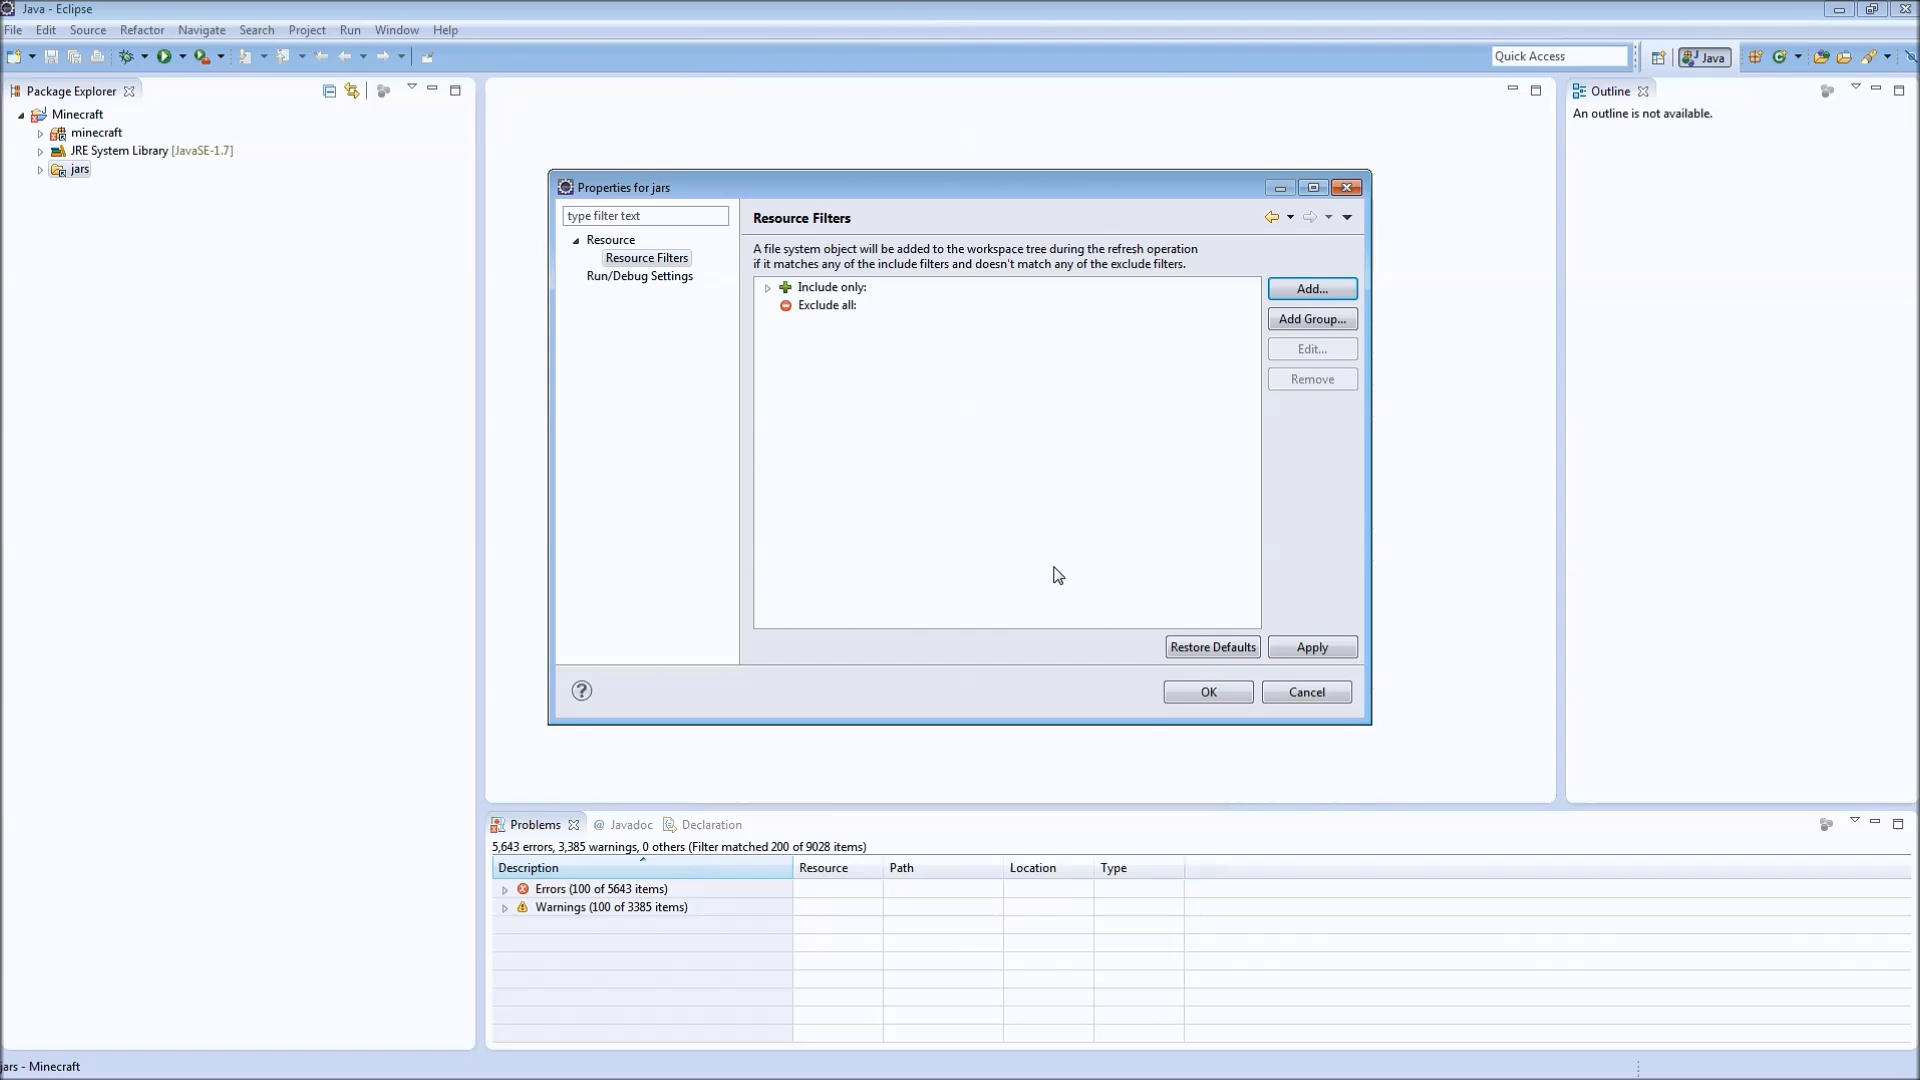 Java - Eclipse
File Edit Source Refactor Navigate Search Project Run Window Help
Quick Access
Java
Package Explorer
Minecraft
minecraft
JRE System Library [JavaSE-1.7]
jars
Outline
An outline is not available.
Properties for jars
type filter text
Resource
Resource Filters
Run/Debug Settings
Resource Filters
A file system object will be added to the workspace tree during the refresh operation
if it matches any of the include filters and doesn't match any of the exclude filters.
Include only:
Exclude all:
Add...
Add Group...
Edit...
Remove
Restore Defaults
Apply
OK
Cancel
Problems
@ Javadoc
Declaration
5,643 errors, 3,385 warnings, 0 others (Filter matched 200 of 9028 items)
Description Resource Path Location Type
Errors (100 of 5643 items)
Warnings (100 of 3385 items)
jars - Minecraft